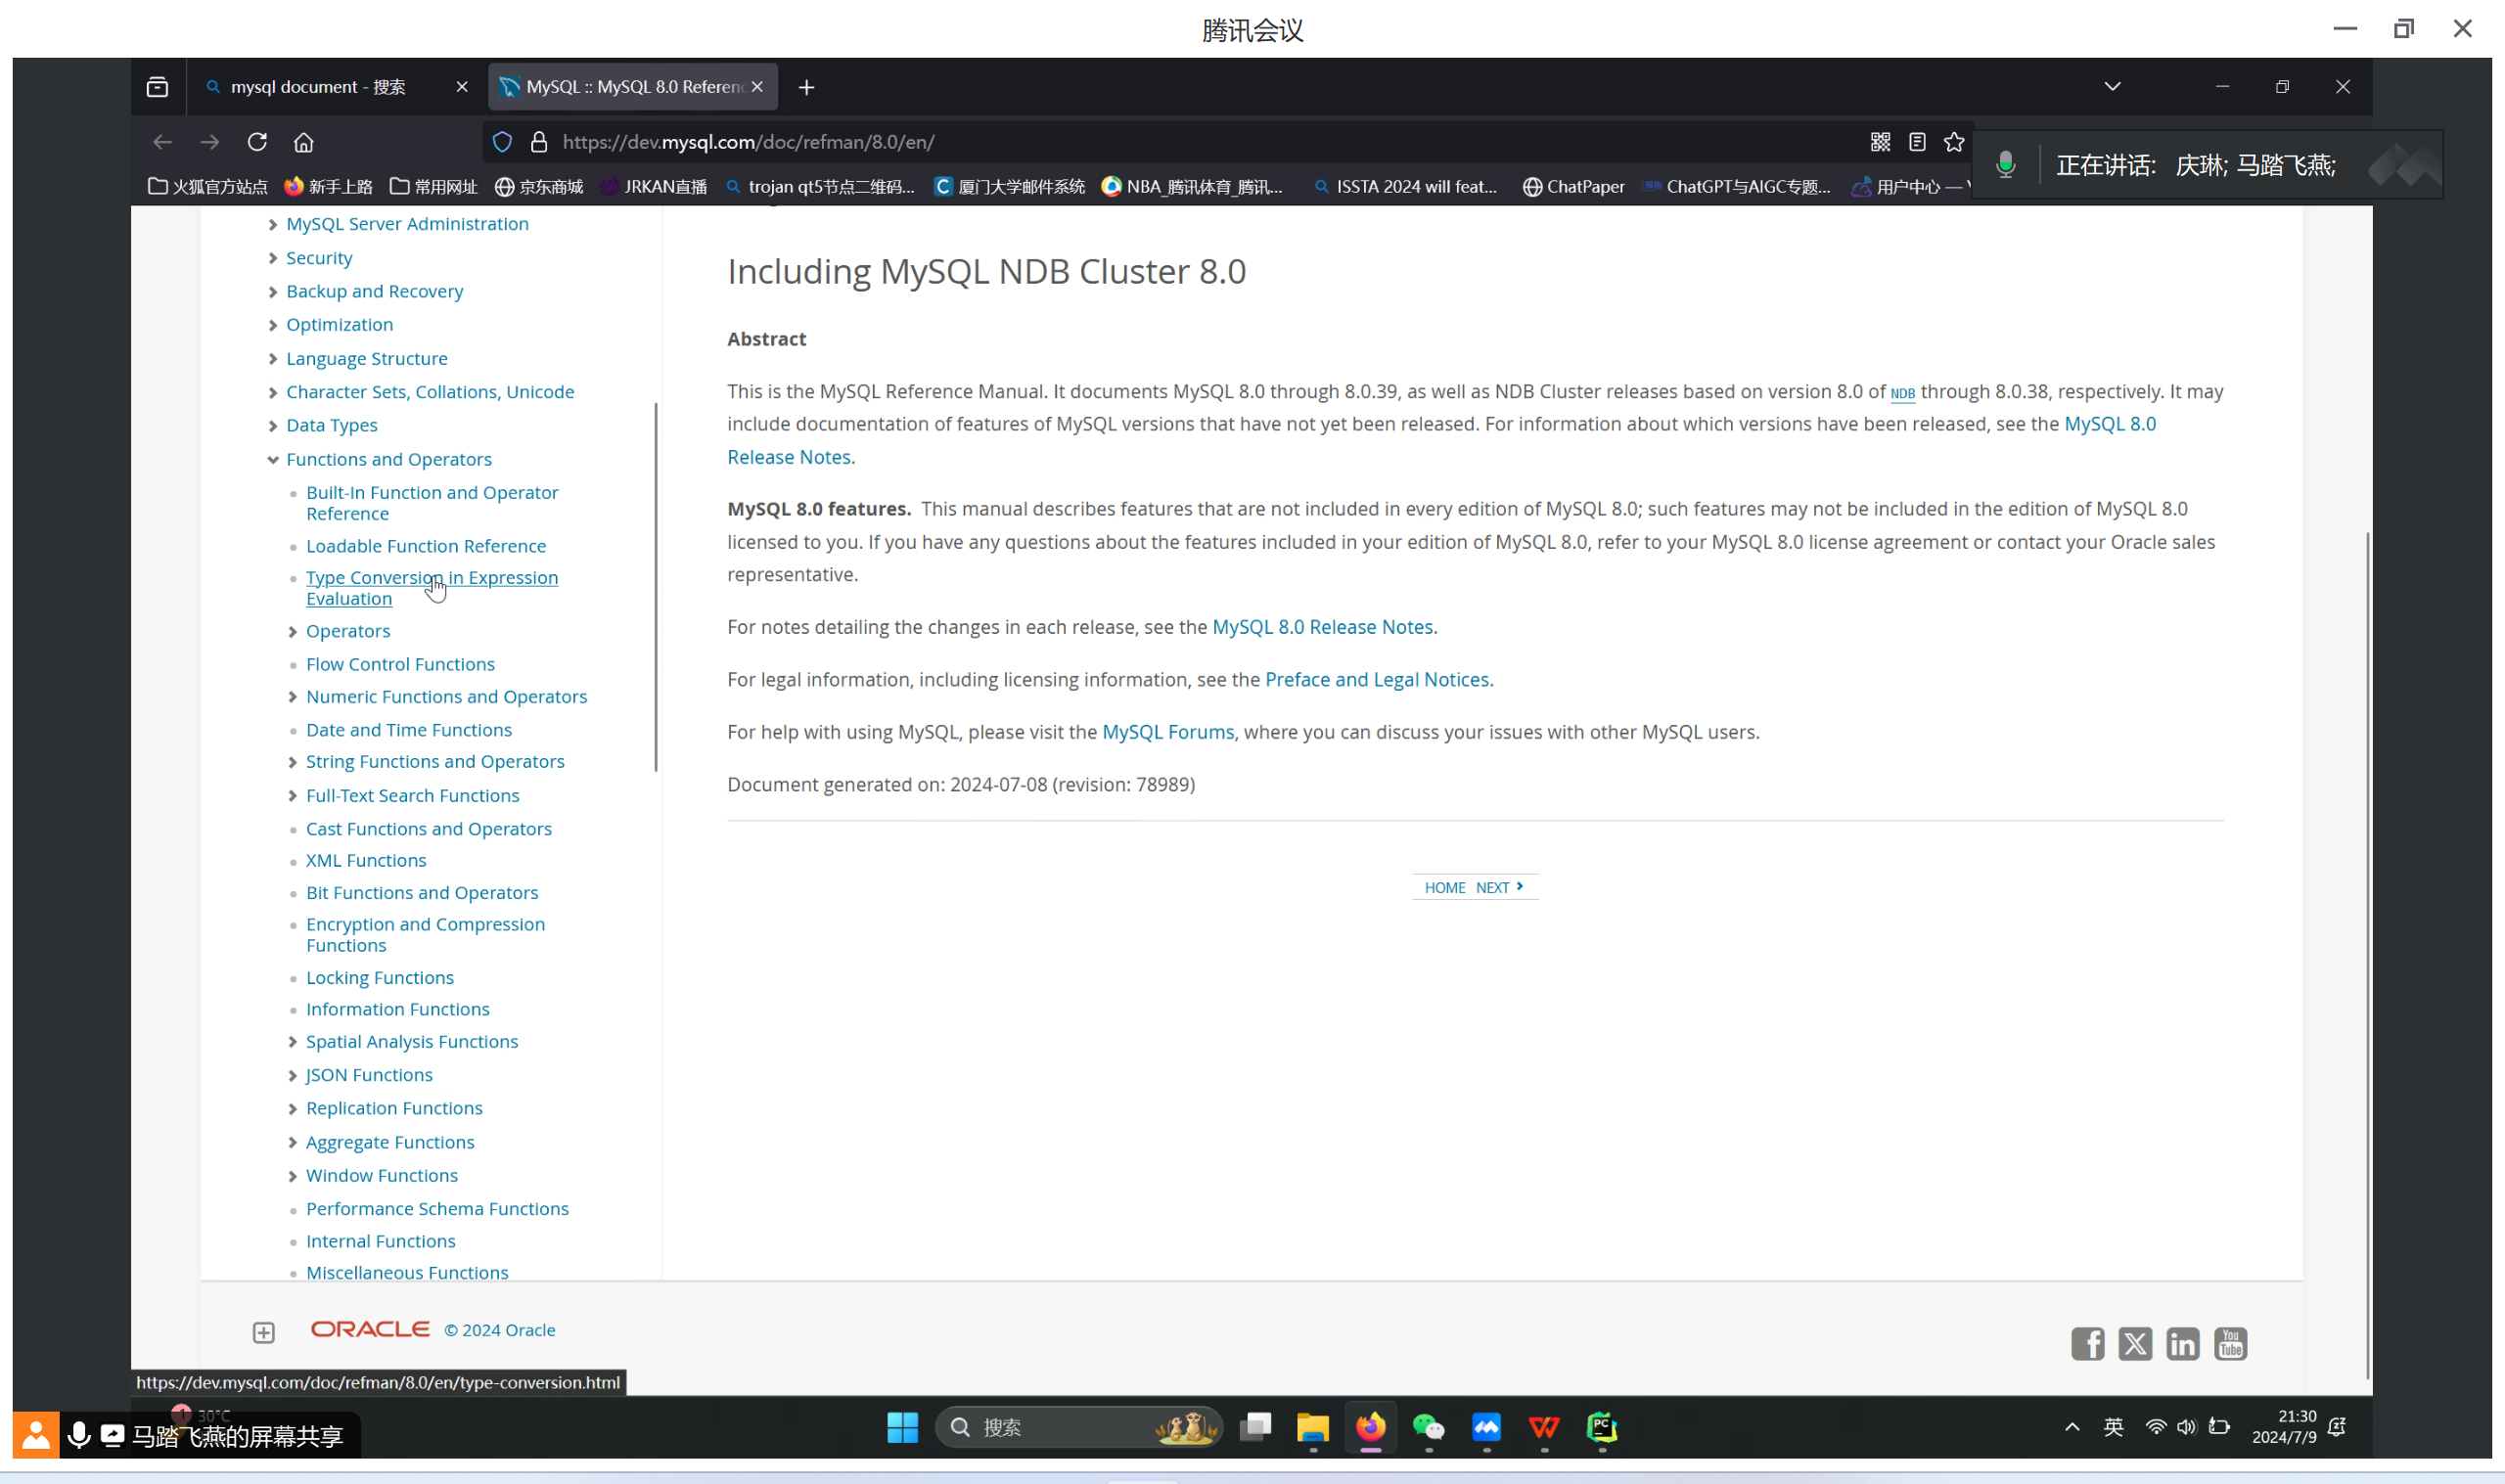 腾讯会议
mysql document - 搜索
MySQL :: MySQL 8.0 Referenc
https://dev.mysql.com/doc/refman/8.0/en/
正在讲话: 庆琳; 马踏飞燕;
火狐官方站点 新手上路 常用网址 京东商城 JRKAN直播 trojan qt5节点二维码... 厦门大学邮件系统 NBA_腾讯体育_腾讯... ISSTA 2024 will feat... ChatPaper ChatGPT与AIGC专题... 用户中心 —
MySQL Server Administration
Security
Backup and Recovery
Optimization
Language Structure
Character Sets, Collations, Unicode
Data Types
Functions and Operators
Built-In Function and Operator
Reference
Loadable Function Reference
Type Conversion in Expression
Evaluation
Operators
Flow Control Functions
Numeric Functions and Operators
Date and Time Functions
String Functions and Operators
Full-Text Search Functions
Cast Functions and Operators
XML Functions
Bit Functions and Operators
Encryption and Compression
Functions
Locking Functions
Information Functions
Spatial Analysis Functions
JSON Functions
Replication Functions
Aggregate Functions
Window Functions
Performance Schema Functions
Internal Functions
Miscellaneous Functions
Including MySQL NDB Cluster 8.0
Abstract
This is the MySQL Reference Manual. It documents MySQL 8.0 through 8.0.39, as well as NDB Cluster releases based on version 8.0 of NDB through 8.0.38, respectively. It may
include documentation of features of MySQL versions that have not yet been released. For information about which versions have been released, see the MySQL 8.0
Release Notes.
MySQL 8.0 features. This manual describes features that are not included in every edition of MySQL 8.0; such features may not be included in the edition of MySQL 8.0
licensed to you. If you have any questions about the features included in your edition of MySQL 8.0, refer to your MySQL 8.0 license agreement or contact your Oracle sales
representative.
For notes detailing the changes in each release, see the MySQL 8.0 Release Notes.
For legal information, including licensing information, see the Preface and Legal Notices.
For help with using MySQL, please visit the MySQL Forums, where you can discuss your issues with other MySQL users.
Document generated on: 2024-07-08 (revision: 78989)
HOME NEXT
ORACLE © 2024 Oracle
You
Tube
https://dev.mysql.com/doc/refman/8.0/en/type-conversion.html
1 30°C
马踏飞燕的屏幕共享
搜索
PC
英
21:30
2024/7/9